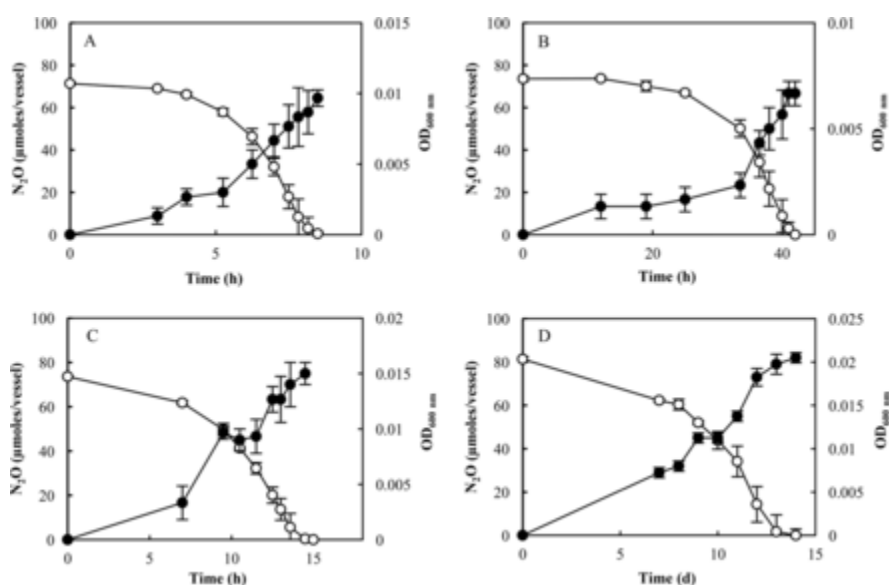 A
100
80
60
40
20
0
N₂O (µmoles/vessel)
0.015
0.01
0.005
0
OD₆₀₀ ₙₘ
0 5 10
Time (h)
B
100
80
60
40
20
0
N₂O (µmoles/vessel)
0.01
0.005
0
OD₆₀₀ ₙₘ
0 20 40
Time (h)
C
100
80
60
40
20
0
N₂O (µmoles/vessel)
0.02
0.015
0.01
0.005
0
OD₆₀₀ ₙₘ
0 5 10 15
Time (h)
D
100
80
60
40
20
0
N₂O (µmoles/vessel)
0.025
0.02
0.015
0.01
0.005
0
OD₆₀₀ ₙₘ
0 5 10 15
Time (d)